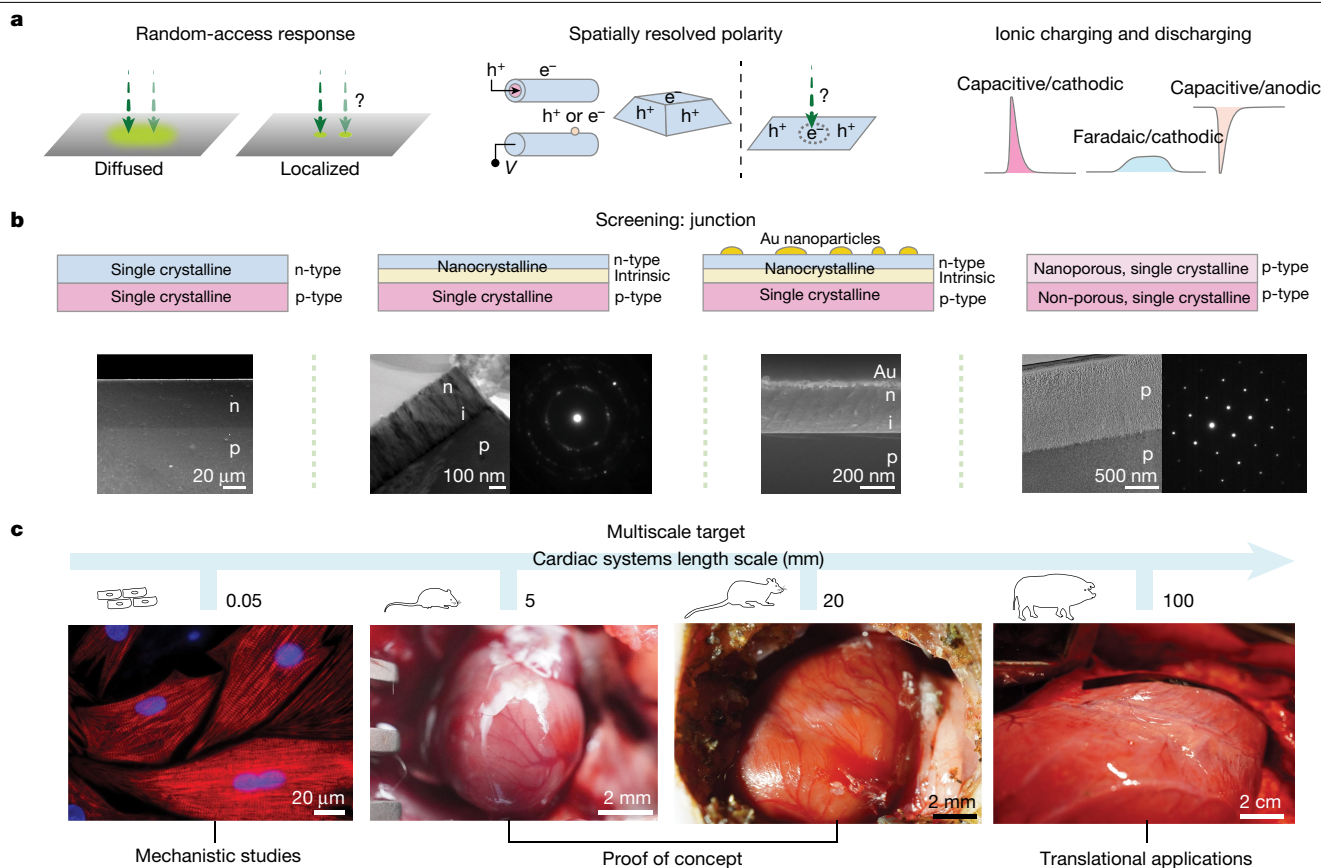 a
Random-access response
Spatially resolved polarity
Ionic charging and discharging
?
Diffused
Localized
h⁺
e⁻
h⁺ or e⁻
V
e⁻
h⁺
h⁺
?
h⁺
e⁻
h⁺
Capacitive/cathodic
Capacitive/anodic
Faradaic/cathodic
b
Screening: junction
Single crystalline
n-type
Single crystalline
p-type
Nanocrystalline
n-type
Intrinsic
Single crystalline
p-type
Au nanoparticles
Nanocrystalline
n-type
Intrinsic
Single crystalline
p-type
Nanoporous, single crystalline
p-type
Non-porous, single crystalline
p-type
n
p
20 μm
n
i
p
100 nm
Au
n
i
p
200 nm
p
p
500 nm
c
Multiscale target
Cardiac systems length scale (mm)
0.05
5
20
100
20 μm
2 mm
2 mm
2 cm
Mechanistic studies
Proof of concept
Translational applications